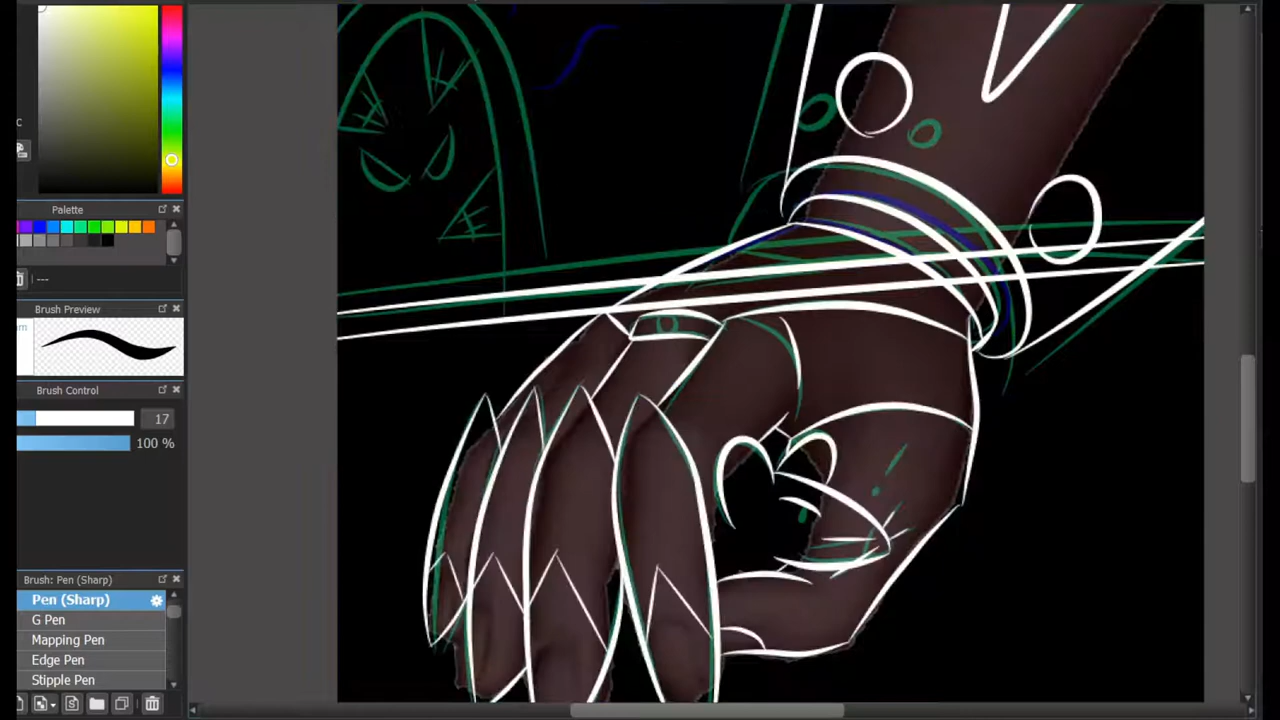 C
Palette
---
Brush Preview
m
Brush Control
17
100 %
Brush: Pen (Sharp)
Pen (Sharp)
G Pen
Mapping Pen
Edge Pen
Stipple Pen